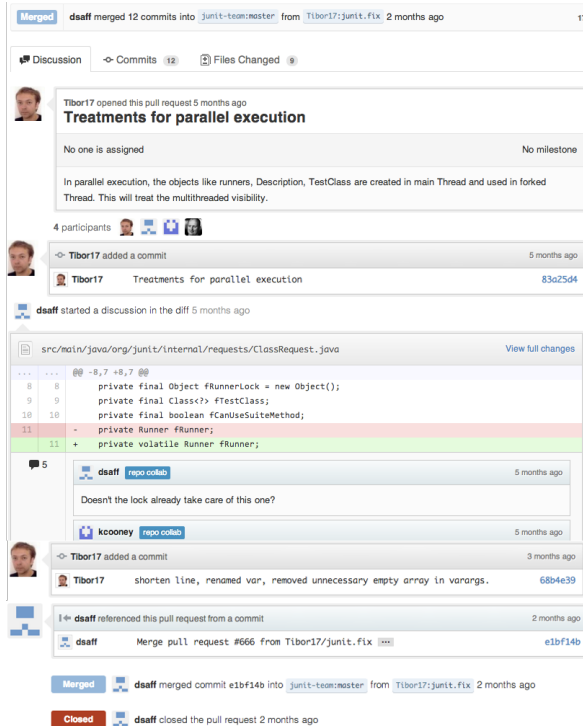 Merged dsaff merged 12 commits into junit-team:master from Tibor17:junit.fix 2 months ago
Discussion Commits 12 Files Changed 9
Tibor17 opened this pull request 5 months ago
Treatments for parallel execution
No one is assigned No milestone
In parallel execution, the objects like runners, Description, TestClass are created in main Thread and used in forked
Thread. This will treat the multithreaded visibility.
4 participants
Tibor17 added a commit 5 months ago
Tibor17 Treatments for parallel execution 83a25d4
dsaff started a discussion in the diff 5 months ago
src/main/java/org/junit/internal/requests/ClassRequest.java View full changes
... ... @@ -8,7 +8,7 @@
8 8 private final Object fRunnerLock = new Object();
9 9 private final Class<?> fTestClass;
10 10 private final boolean fCanUseSuiteMethod;
11 - private Runner fRunner;
11 + private volatile Runner fRunner;
5 dsaff repo collab 5 months ago
Doesn't the lock already take care of this one?
kcooney repo collab 5 months ago
Tibor17 added a commit 3 months ago
Tibor17 shorten line, renamed var, removed unnecessary empty array in varargs. 68b4e39
dsaff referenced this pull request from a commit 2 months ago
dsaff Merge pull request #666 from Tibor17/junit.fix ... e1bf14b
Merged dsaff merged commit e1bf14b into junit-team:master from Tibor17:junit.fix 2 months ago
Closed dsaff closed the pull request 2 months ago